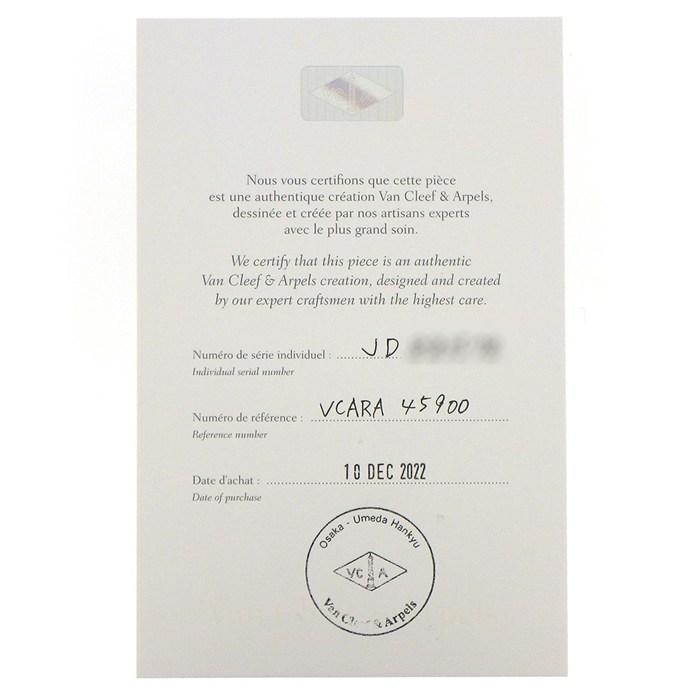 Nous vous certifions que cette pièce
est une authentique création Van Cleef & Arpels,
dessinée et créée par nos artisans experts
avec le plus grand soin.
We certify that this piece is an authentic
Van Cleef & Arpels creation, designed and created
by our expert craftsmen with the highest care.
Numéro de série individuel : JD
Individual serial number
Numéro de référence : VCARA 45900
Reference number
Date d'achat : 10 DEC 2022
Date of purchase
Osaka - Umeda Hankyu
VC A
Van Cleef & Arpels